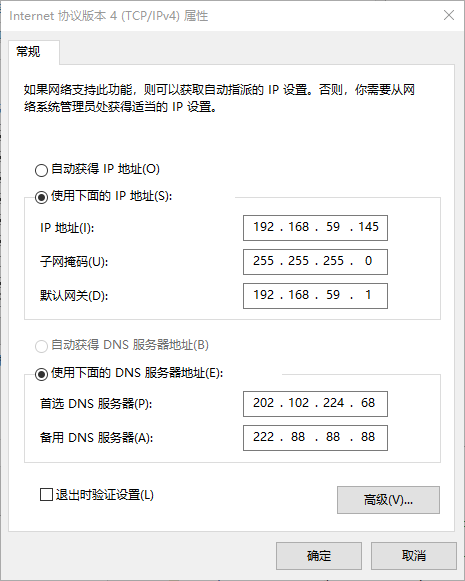 Internet 协议版本 4 (TCP/IPv4) 属性
常规
如果网络支持此功能，则可以获取自动指派的 IP 设置。否则，你需要从网
络系统管理员处获得适当的 IP 设置。
自动获得 IP 地址(O)
使用下面的 IP 地址(S):
IP 地址(I): 192 . 168 . 59 . 145
子网掩码(U): 255 . 255 . 255 . 0
默认网关(D): 192 . 168 . 59 . 1
自动获得 DNS 服务器地址(B)
使用下面的 DNS 服务器地址(E):
首选 DNS 服务器(P): 202 . 102 . 224 . 68
备用 DNS 服务器(A): 222 . 88 . 88 . 88
退出时验证设置(L)
高级(V)...
确定 取消